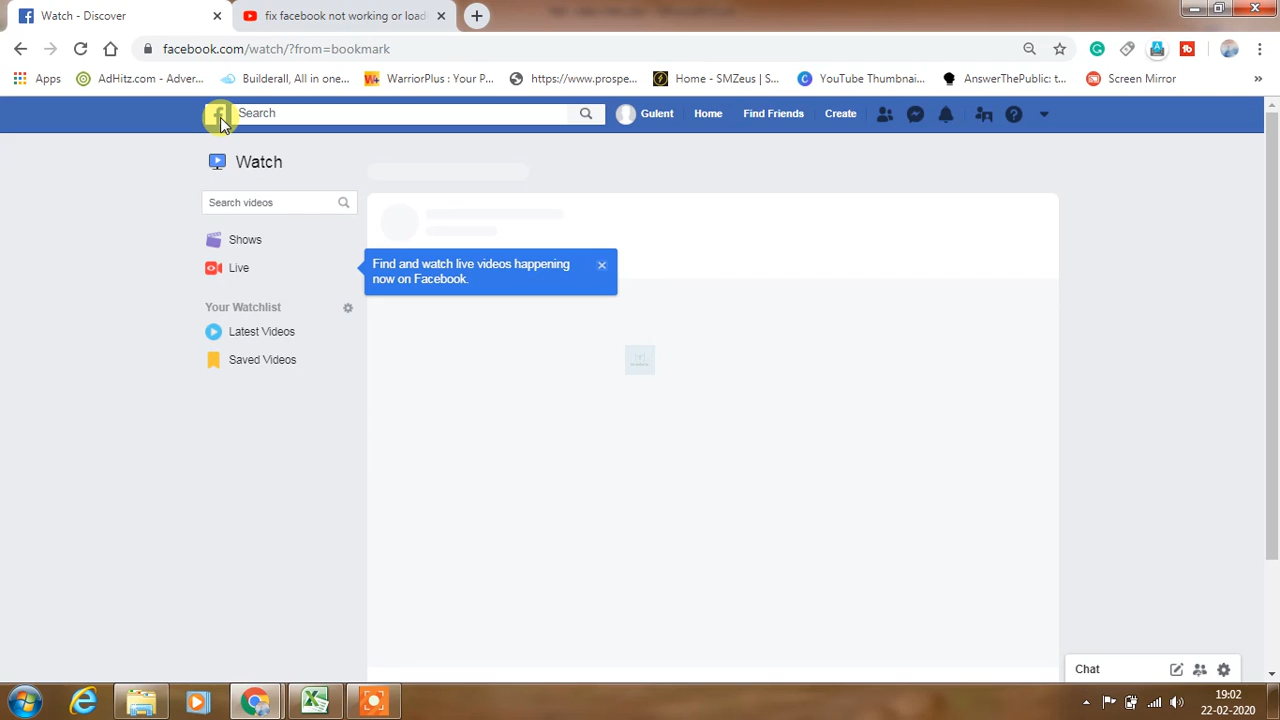 Watch - Discover
fix facebook not working or load
facebook.com/watch/?from=bookmark
Apps
AdHitz.com - Adver...
Builderall, All in one...
WarriorPlus : Your P...
https://www.prospe...
Home - SMZeus | S...
YouTube Thumbnai...
AnswerThePublic: t...
Screen Mirror
»
Search
Gulent
Home
Find Friends
Create
Watch
Search videos
Shows
Live
Find and watch live videos happening
now on Facebook.
Your Watchlist
Latest Videos
Saved Videos
Chat
19:02
22-02-2020